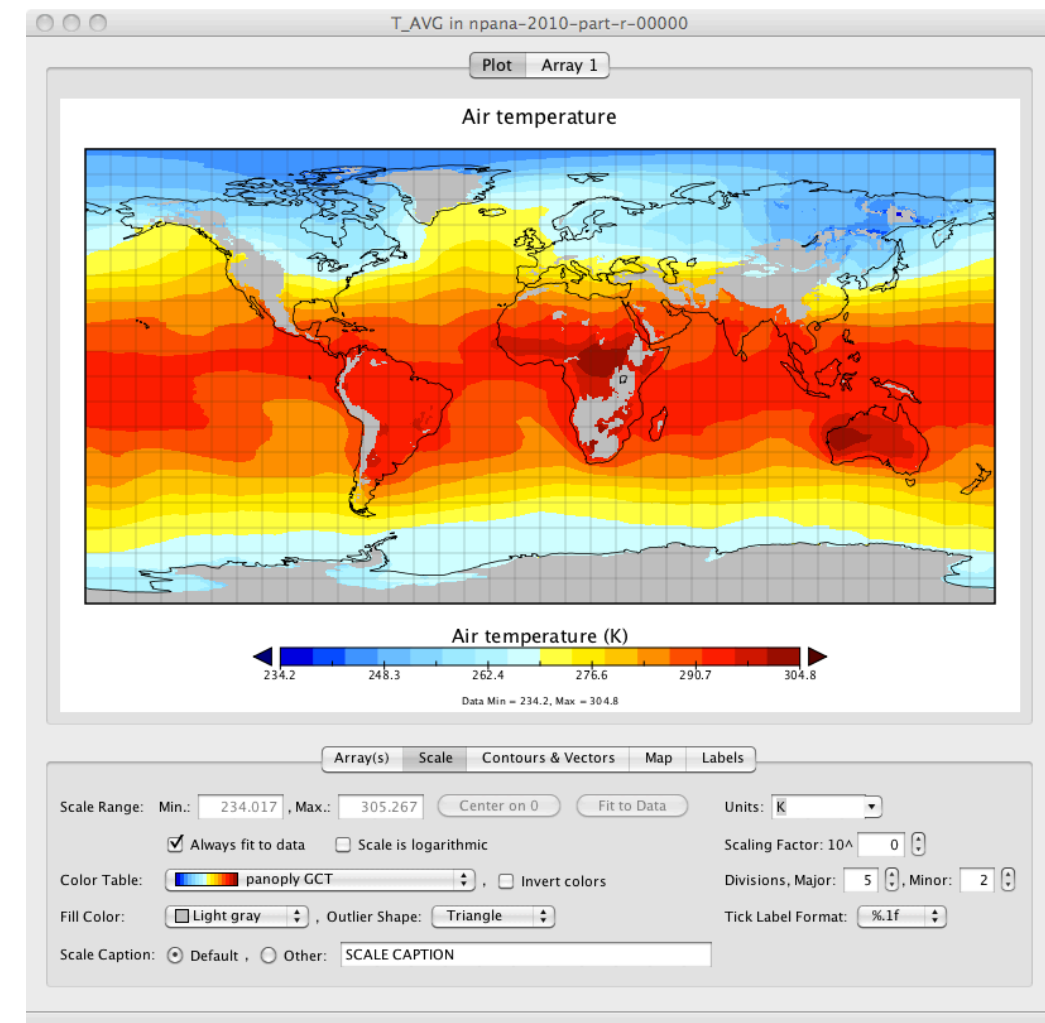 T_AVG in npana-2010-part-r-00000
Plot Array 1
Air temperature
Air temperature (K)
234.2 248.3 262.4 276.6 290.7 304.8
Data Min = 234.2, Max = 304.8
Array(s) Scale Contours & Vectors Map Labels
Scale Range: Min.: 234.017 , Max.: 305.267 Center on 0 Fit to Data Units: K
Always fit to data Scale is logarithmic Scaling Factor: 10^ 0
Color Table: panoply GCT , Invert colors Divisions, Major: 5 , Minor: 2
Fill Color: Light gray , Outlier Shape: Triangle Tick Label Format: %.1f
Scale Caption: Default , Other: SCALE CAPTION